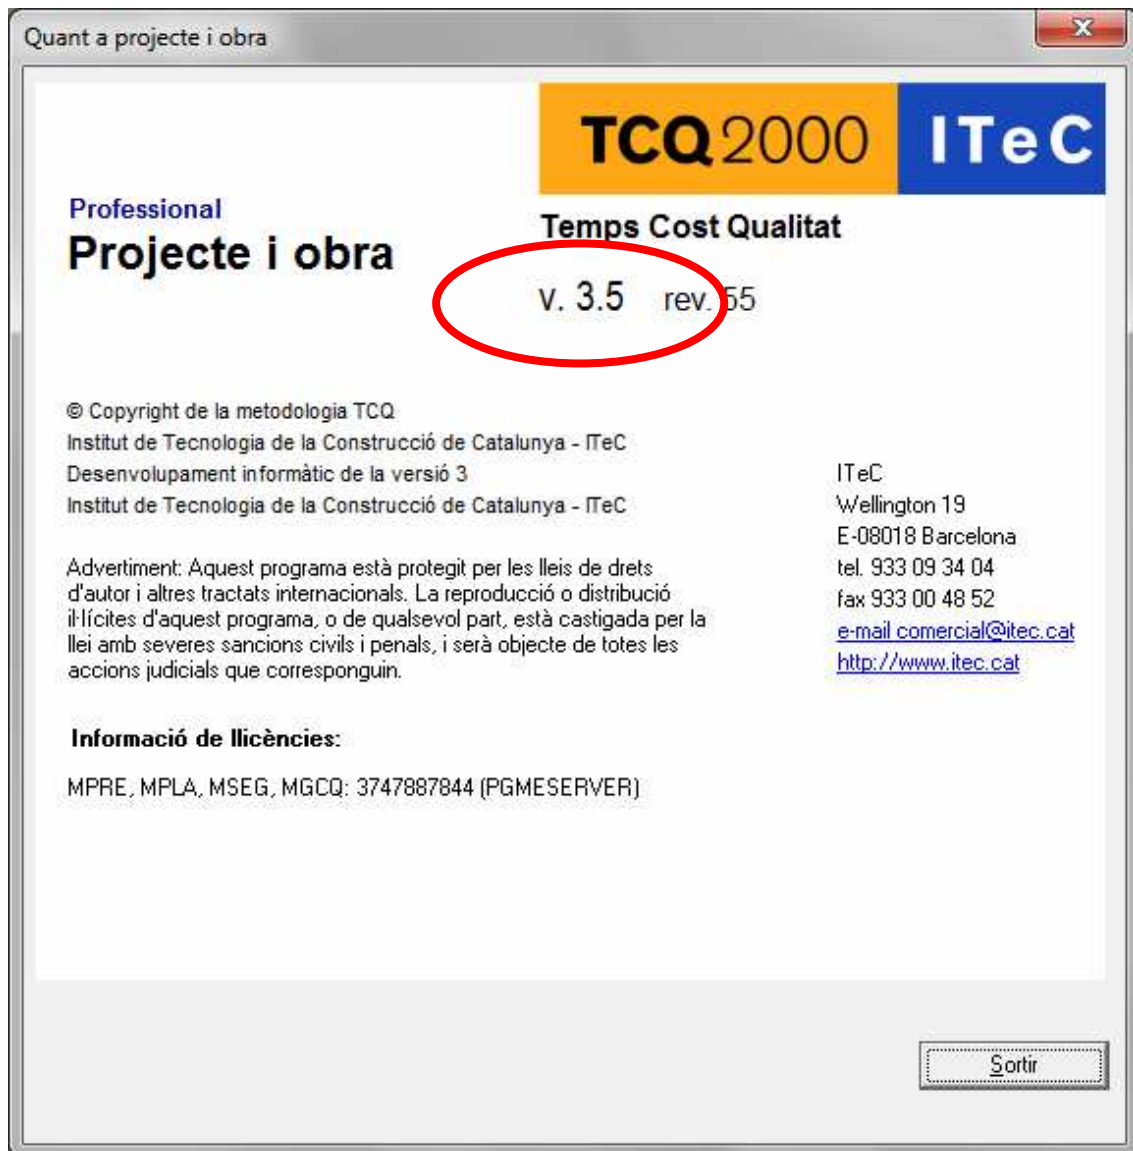 Quant a projecte i obra
TCQ2000 ITeC
Professional
Projecte i obra
Temps Cost Qualitat
v. 3.5 rev. 55
© Copyright de la metodologia TCQ
Institut de Tecnologia de la Construcció de Catalunya - ITeC
Desenvolupament informàtic de la versió 3
Institut de Tecnologia de la Construcció de Catalunya - ITeC
Advertiment: Aquest programa està protegit per les lleis de drets
d'autor i altres tractats internacionals. La reproducció o distribució
il·lícites d'aquest programa, o de qualsevol part, està castigada per la
llei amb severes sancions civils i penals, i serà objecte de totes les
accions judicials que corresponguin.
ITeC
Wellington 19
E-08018 Barcelona
tel. 933 09 34 04
fax 933 00 48 52
e-mail comercial@itec.cat
http://www.itec.cat
Informació de llicències:
MPRE, MPLA, MSEG, MGCQ: 3747887844 (PGMESERVER)
Sortir